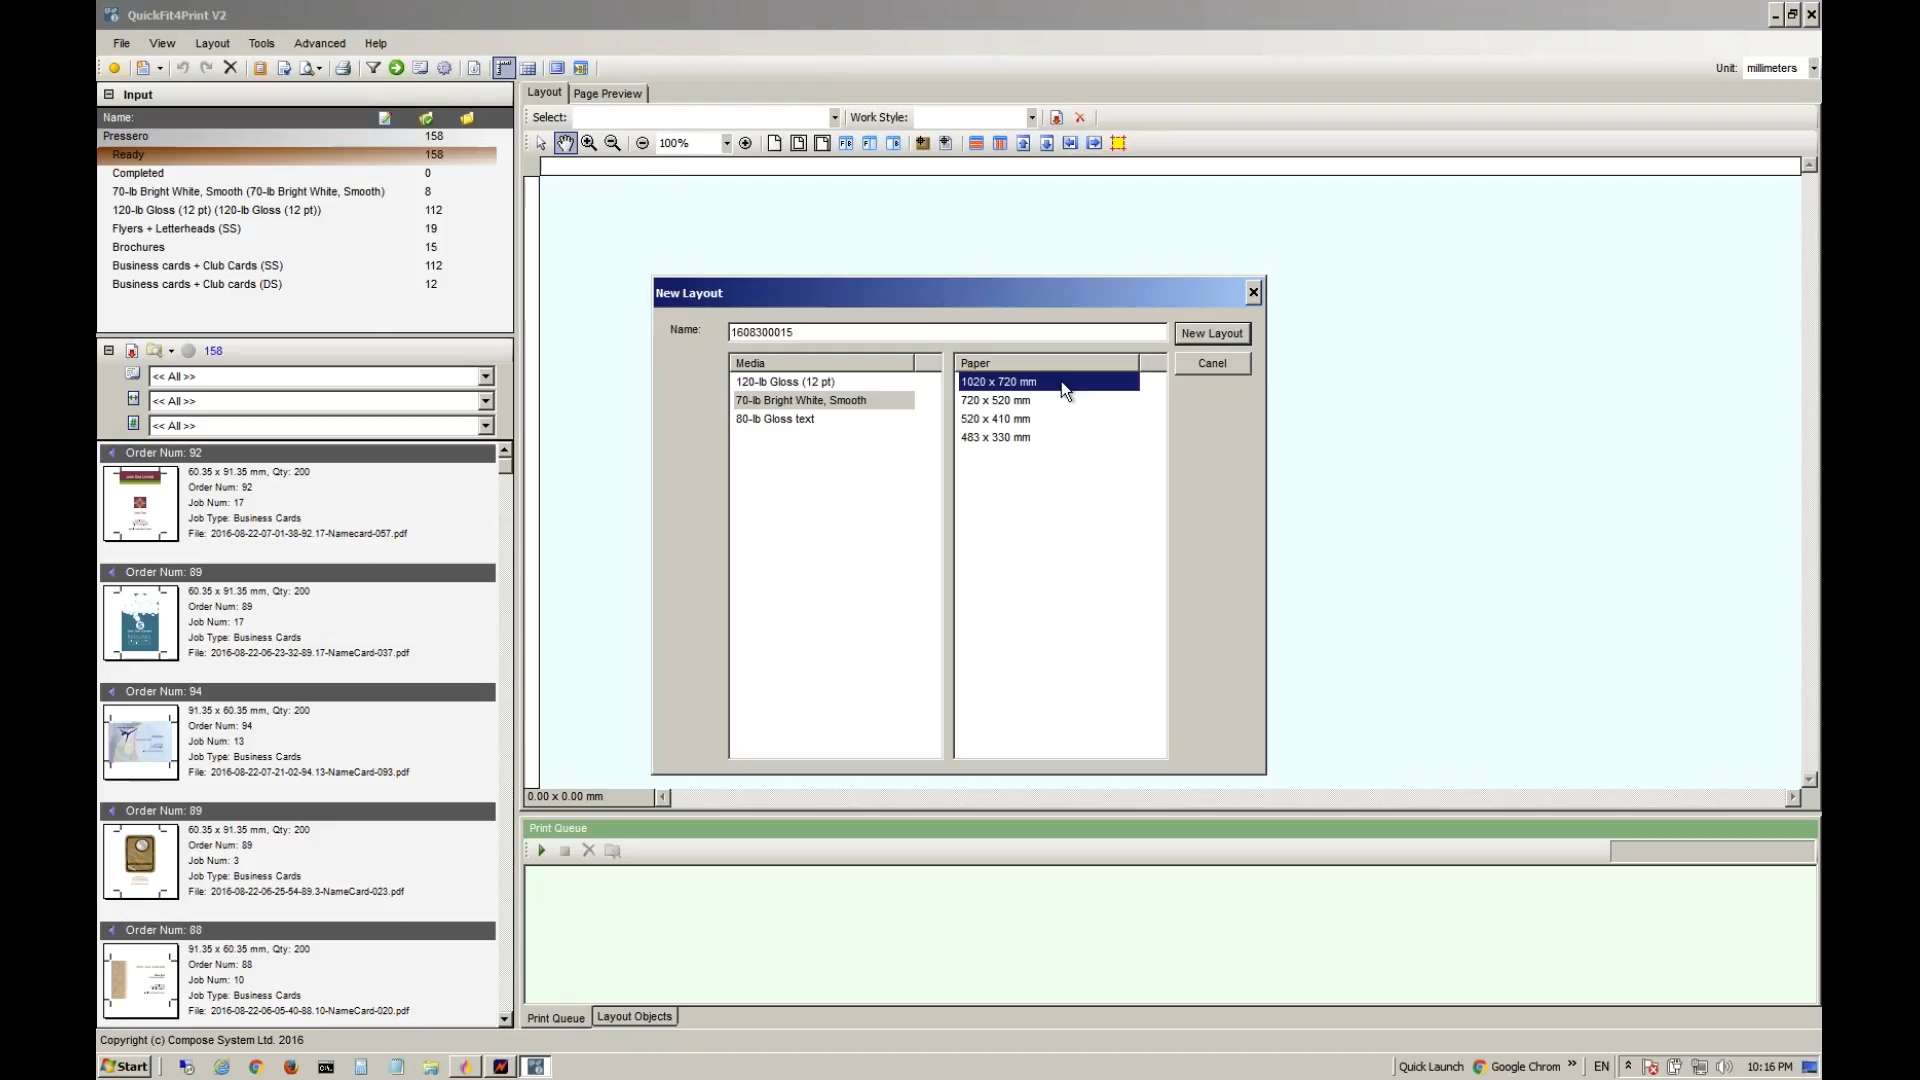 QuickFit4Print V2
File View Layout Tools Advanced Help
Unit: millimeters
Input
Name:
Pressero 158
Ready 158
Completed 0
70-lb Bright White, Smooth (70-lb Bright White, Smooth) 8
120-lb Gloss (12 pt) (120-lb Gloss (12 pt)) 112
Flyers + Letterheads (SS) 19
Brochures 15
Business cards + Club Cards (SS) 112
Business cards + Club cards (DS) 12
158
<< All >>
<< All >>
<< All >>
Order Num: 92
60.35 x 91.35 mm, Qty: 200
Order Num: 92
Job Num: 17
Job Type: Business Cards
File: 2016-08-22-07-01-38-92.17-Namecard-057.pdf
Order Num: 89
60.35 x 91.35 mm, Qty: 200
Order Num: 89
Job Num: 17
Job Type: Business Cards
File: 2016-08-22-06-23-32-89.17-NameCard-037.pdf
Order Num: 94
91.35 x 60.35 mm, Qty: 200
Order Num: 94
Job Num: 13
Job Type: Business Cards
File: 2016-08-22-07-21-02-94.13-NameCard-093.pdf
Order Num: 89
60.35 x 91.35 mm, Qty: 200
Order Num: 89
Job Num: 3
Job Type: Business Cards
File: 2016-08-22-06-25-54-89.3-NameCard-023.pdf
Order Num: 88
91.35 x 60.35 mm, Qty: 200
Order Num: 88
Job Num: 10
Job Type: Business Cards
File: 2016-08-22-06-05-40-88.10-NameCard-020.pdf
Layout Page Preview
Select: Work Style:
100%
New Layout
Name: 1608300015 New Layout
Media Paper Canel
120-lb Gloss (12 pt) 1020 x 720 mm
70-lb Bright White, Smooth 720 x 520 mm
80-lb Gloss text 520 x 410 mm
483 x 330 mm
0.00 x 0.00 mm
Print Queue
Print Queue Layout Objects
Copyright (c) Compose System Ltd. 2016
Start Quick Launch Google Chrom » EN 10:16 PM